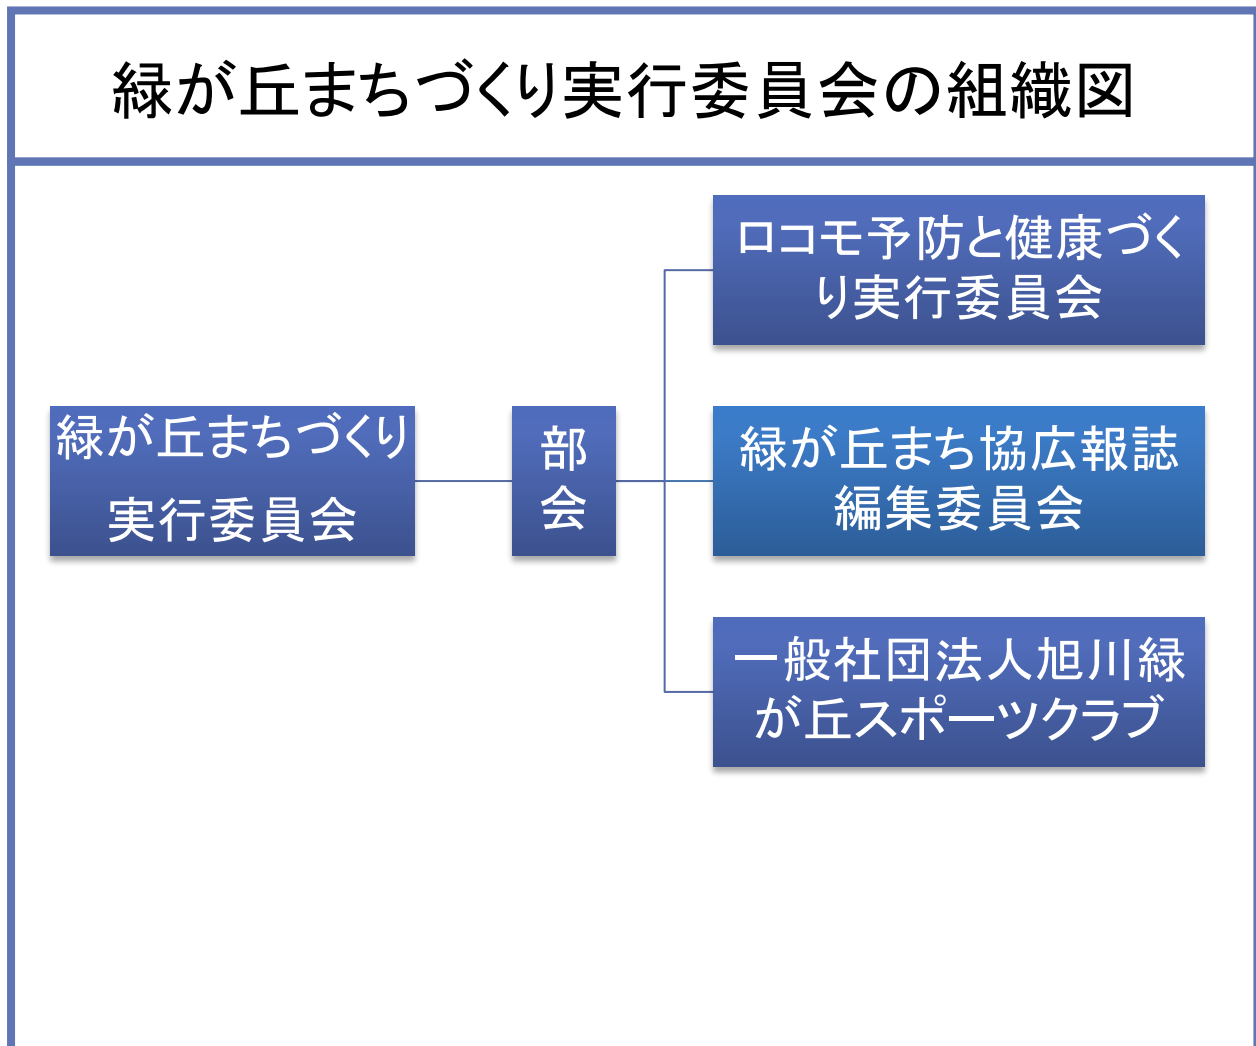 緑が丘まちづくり実行委員会の組織図
ロコモ予防と健康づく
り実行委員会
緑が丘まちづくり
実行委員会
部
会
緑が丘まち協広報誌
編集委員会
一般社団法人旭川緑
が丘スポーツクラブ